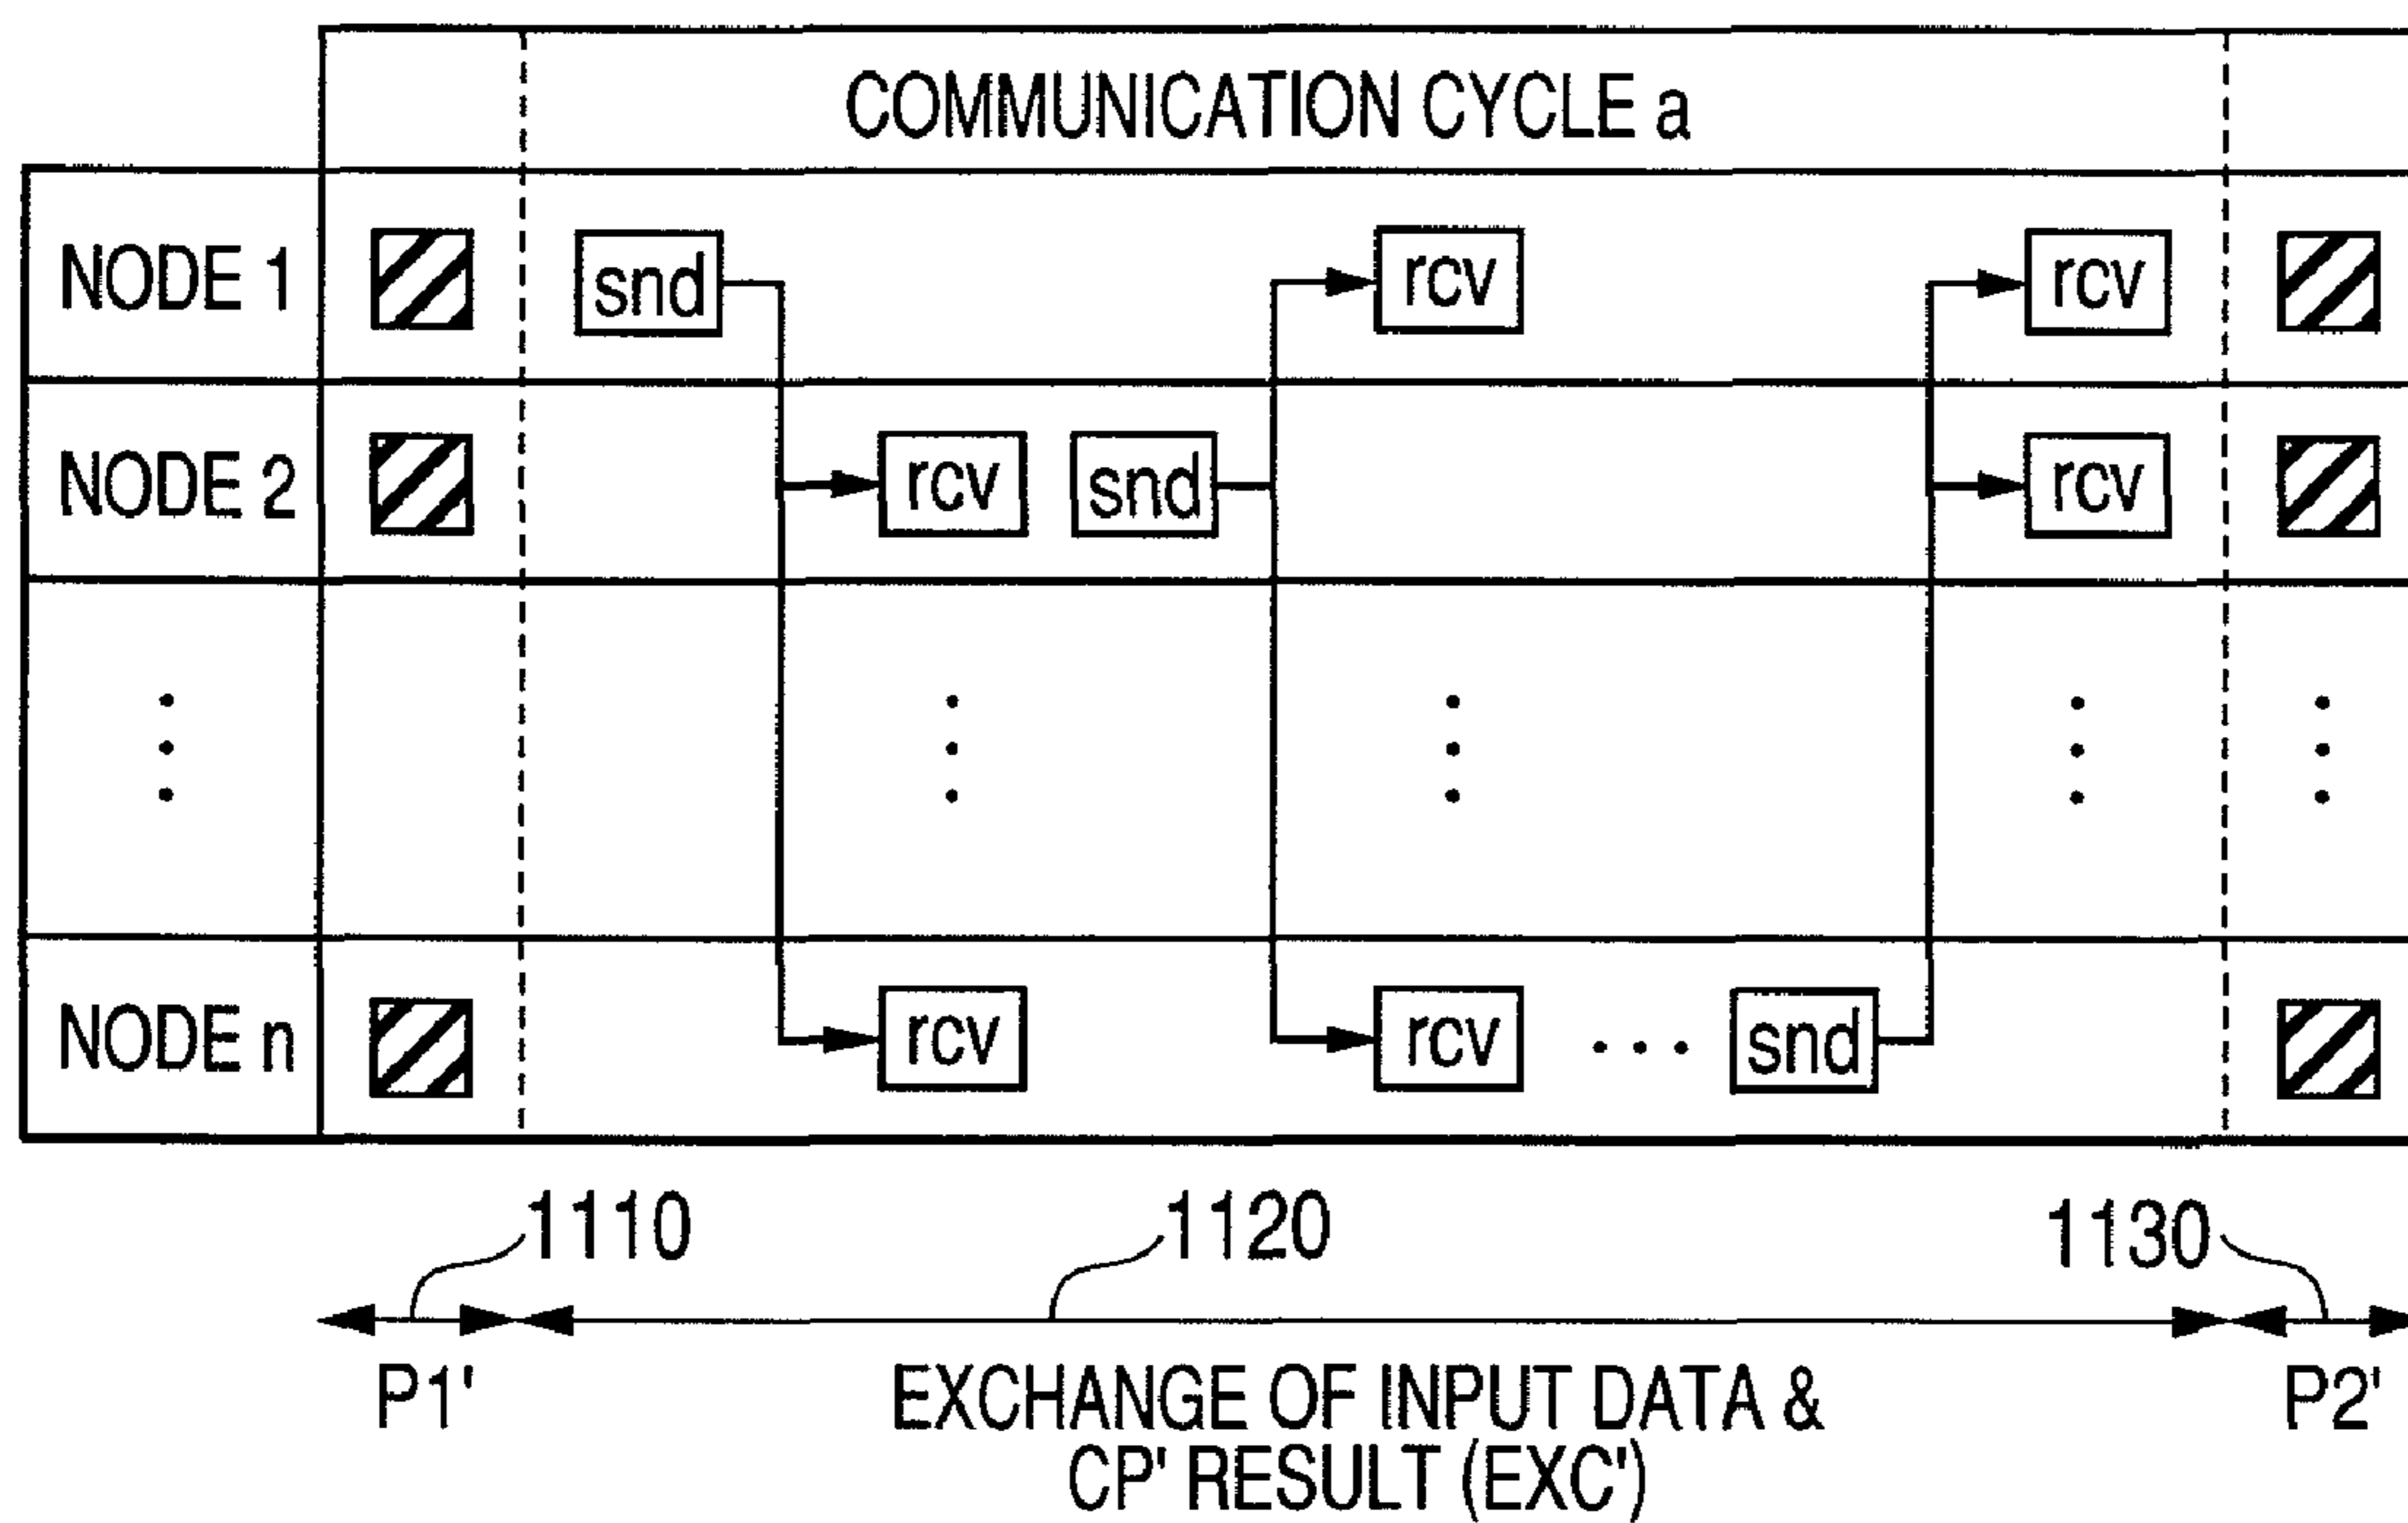 COMMUNICATION CYCLE a
NODE 1
snd
rcv
rcv
NODE 2
rcv
snd
rcv
NODE n
rcv
rcv
snd
1110
1120
1130
P1'
EXCHANGE OF INPUT DATA &
CP' RESULT (EXC')
P2'